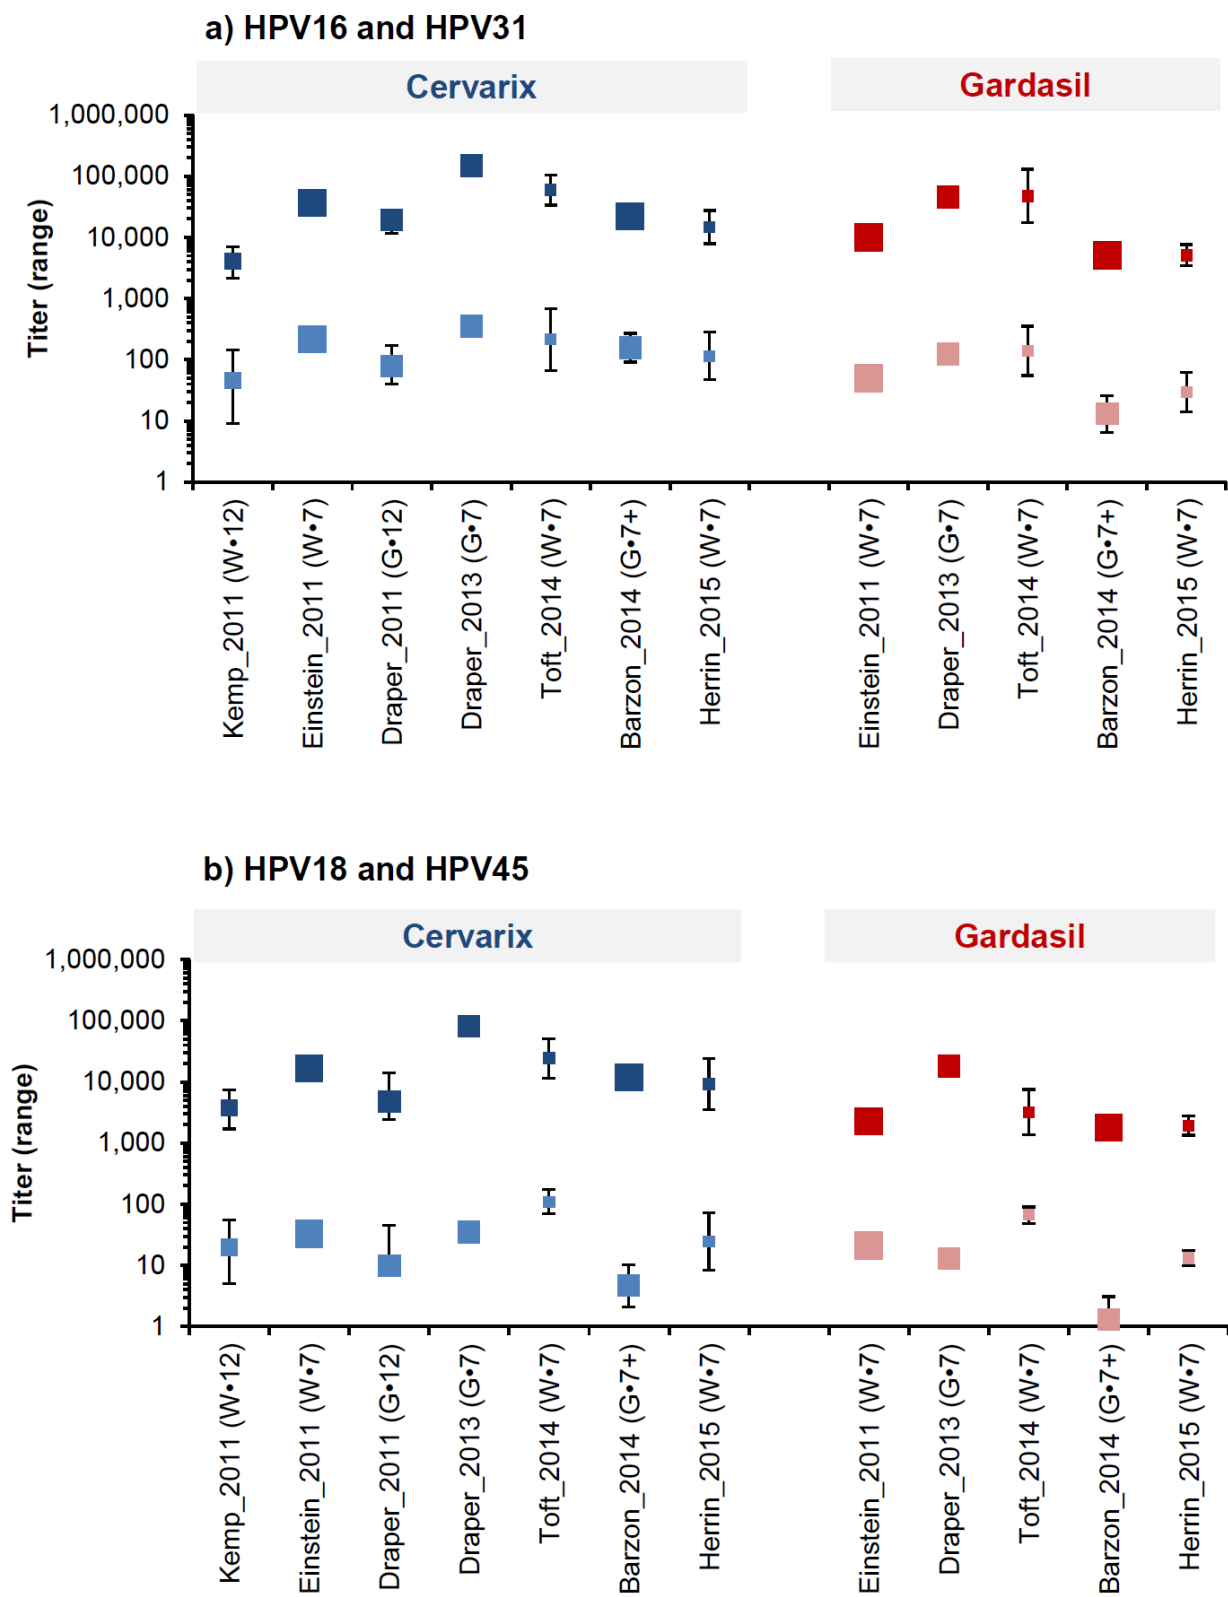 a) HPV16 and HPV31
Cervarix
Gardasil
Titer (range)
1,000,000
100,000
10,000
1,000
100
10
1
Kemp_2011 (W•12)
Einstein_2011 (W•7)
Draper_2011 (G•12)
Draper_2013 (G•7)
Toft_2014 (W•7)
Barzon_2014 (G•7+)
Herrin_2015 (W•7)
Einstein_2011 (W•7)
Draper_2013 (G•7)
Toft_2014 (W•7)
Barzon_2014 (G•7+)
Herrin_2015 (W•7)
b) HPV18 and HPV45
Cervarix
Gardasil
Titer (range)
1,000,000
100,000
10,000
1,000
100
10
1
Kemp_2011 (W•12)
Einstein_2011 (W•7)
Draper_2011 (G•12)
Draper_2013 (G•7)
Toft_2014 (W•7)
Barzon_2014 (G•7+)
Herrin_2015 (W•7)
Einstein_2011 (W•7)
Draper_2013 (G•7)
Toft_2014 (W•7)
Barzon_2014 (G•7+)
Herrin_2015 (W•7)